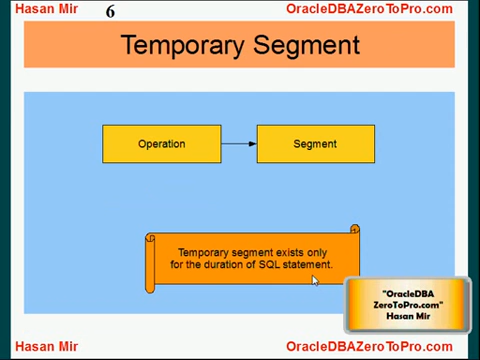 Hasan Mir 6 OracleDBAZeroToPro.com
Temporary Segment
Operation Segment
Temporary segment exists only
for the duration of SQL statement.
"OracleDBA
ZeroToPro.com"
Hasan Mir
Hasan Mir OracleDBAZeroToPro.com